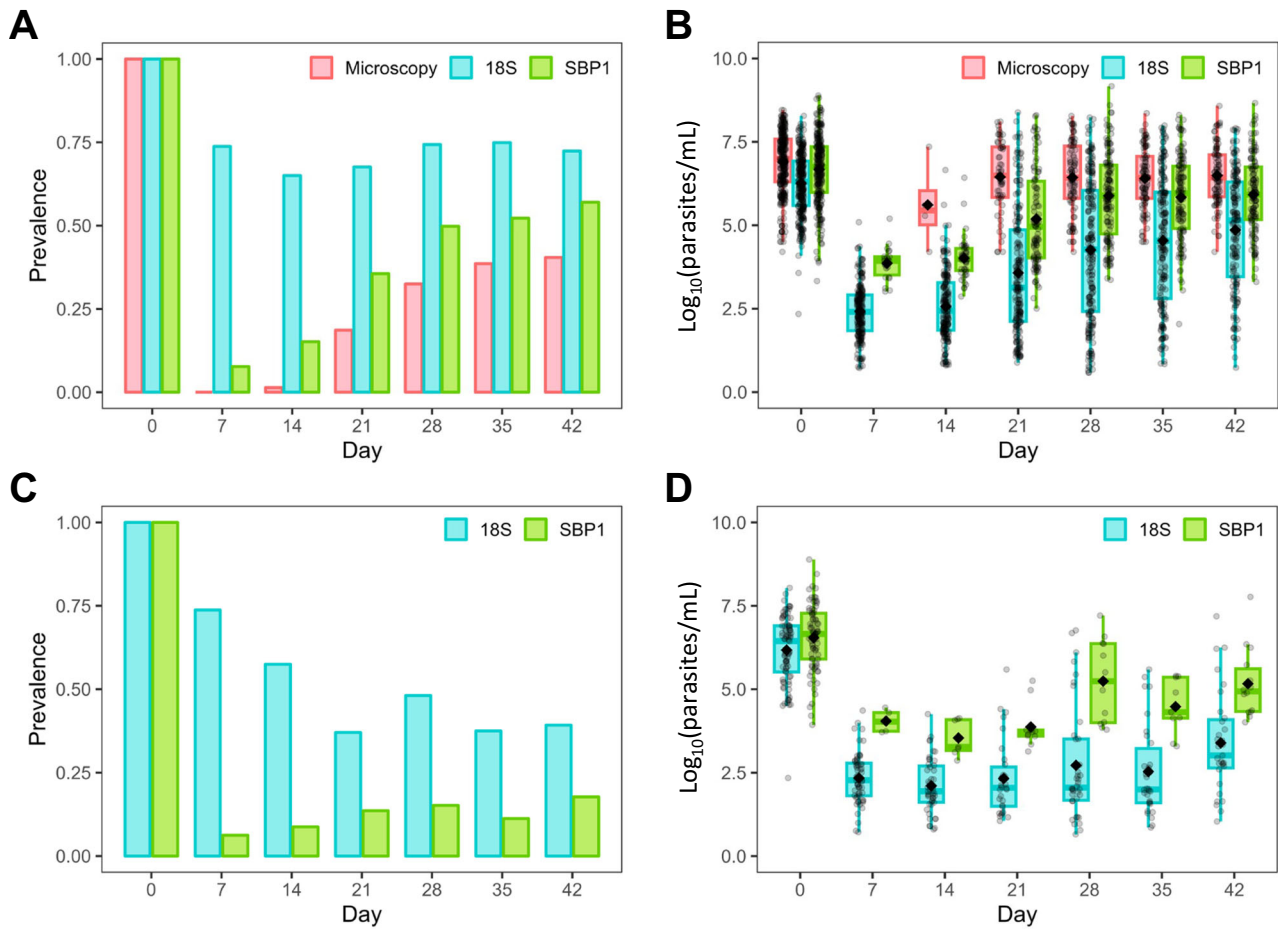 A
Microscopy 18S SBP1
1.00
0.75
0.50
0.25
0.00
Prevalence
0 7 14 21 28 35 42
Day
B
Microscopy 18S SBP1
10.0
7.5
5.0
2.5
0.0
Log10(parasites/mL)
0 7 14 21 28 35 42
Day
C
18S SBP1
1.00
0.75
0.50
0.25
0.00
Prevalence
0 7 14 21 28 35 42
Day
D
18S SBP1
10.0
7.5
5.0
2.5
0.0
Log10(parasites/mL)
0 7 14 21 28 35 42
Day